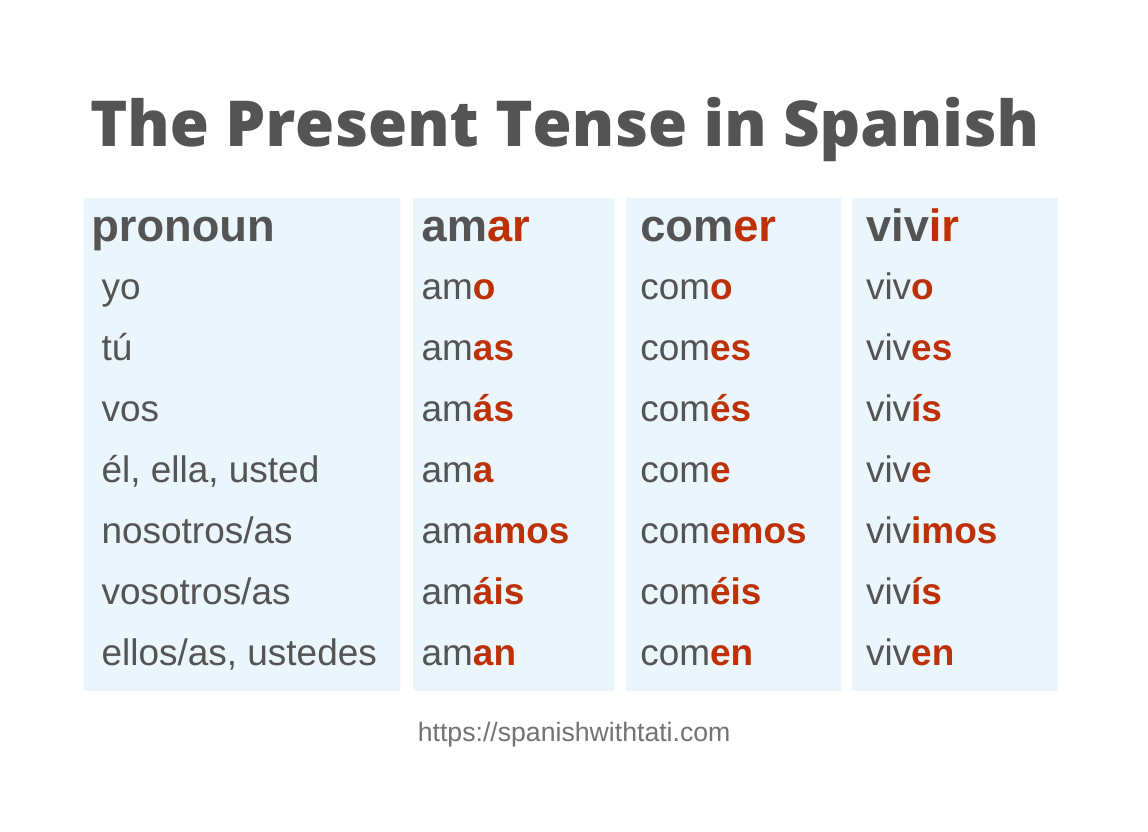 The Present Tense in Spanish
pronoun amar comer vivir
yo amo como vivo
tú amas comes vives
vos amás comés vivís
él, ella, usted ama come vive
nosotros/as amamos comemos vivimos
vosotros/as amáis coméis vivís
ellos/as, ustedes aman comen viven
https://spanishwithtati.com